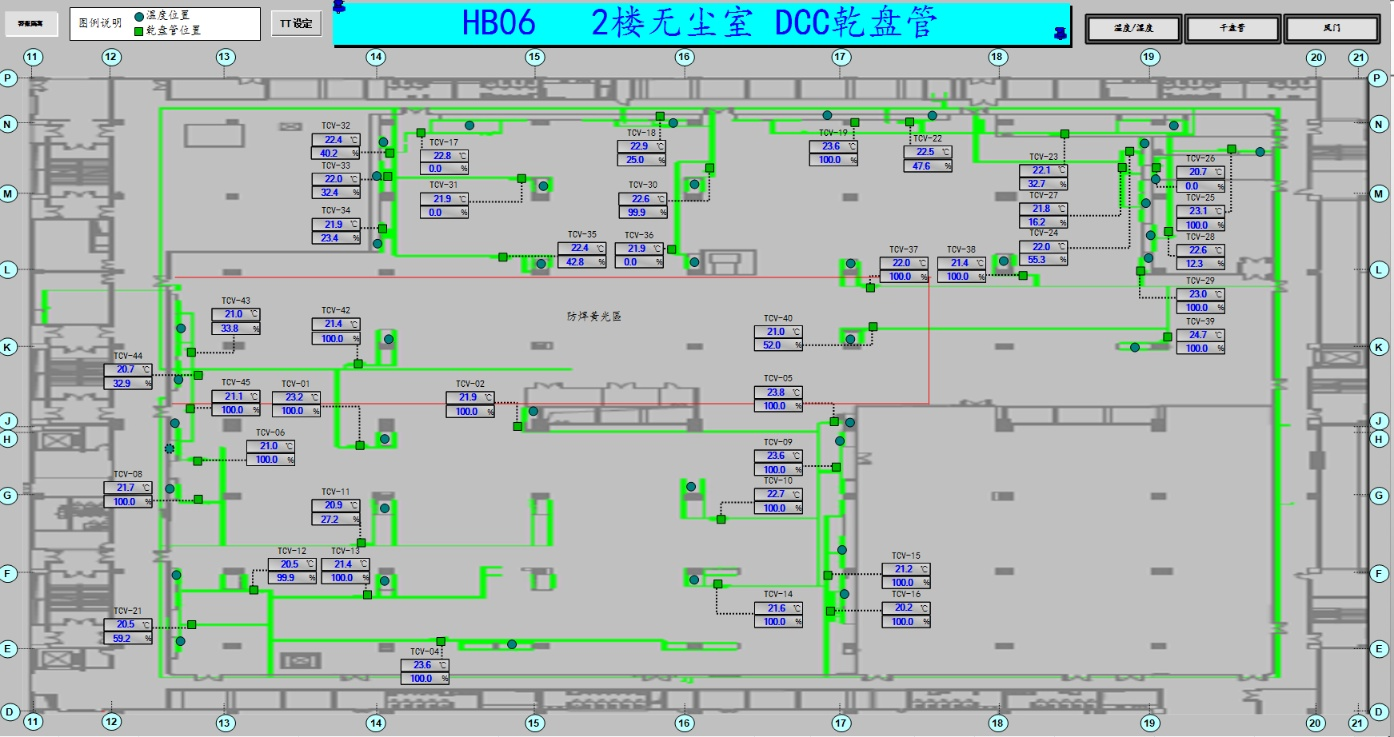 图例说明
温度位置
乾盘管位置
TT 设定
HB06 2楼无尘室 DCC乾盘管
温度/湿度
干盘管
风门
11 12 13 14 15 16 17 18 19 20 21
P P
N N
M M
L L
K K
J J
H H
G G
F F
E E
D D
TCV-32
22.4 ℃
40.2 %
TCV-33
22.0 ℃
32.4 %
TCV-34
21.9 ℃
23.4 %
TCV-17
22.8 ℃
0.0 %
TCV-31
21.9 ℃
0.0 %
TCV-18
22.9 ℃
25.0 %
TCV-30
22.6 ℃
99.9 %
TCV-35
22.4 ℃
42.8 %
TCV-36
21.9 ℃
0.0 %
TCV-19
23.6 ℃
100.0 %
TCV-22
22.5 ℃
47.6 %
TCV-23
22.1 ℃
32.7 %
TCV-27
21.8 ℃
16.2 %
TCV-24
22.0 ℃
55.3 %
TCV-26
20.7 ℃
0.0 %
TCV-25
23.1 ℃
100.0 %
TCV-28
22.6 ℃
12.3 %
TCV-29
23.0 ℃
100.0 %
TCV-39
24.7 ℃
100.0 %
TCV-37
22.0 ℃
100.0 %
TCV-38
21.4 ℃
100.0 %
防焊黄光區
TCV-43
21.0 ℃
33.8 %
TCV-42
21.4 ℃
100.0 %
TCV-40
21.0 ℃
52.0 %
TCV-44
20.7 ℃
32.9 %
TCV-45
21.1 ℃
100.0 %
TCV-01
23.2 ℃
100.0 %
TCV-02
21.9 ℃
100.0 %
TCV-05
23.8 ℃
100.0 %
TCV-06
21.0 ℃
100.0 %
TCV-09
23.6 ℃
100.0 %
TCV-08
21.7 ℃
100.0 %
TCV-10
22.7 ℃
100.0 %
TCV-11
20.9 ℃
27.2 %
TCV-12
20.5 ℃
99.9 %
TCV-13
21.4 ℃
100.0 %
TCV-15
21.2 ℃
100.0 %
TCV-14
21.6 ℃
100.0 %
TCV-16
20.2 ℃
100.0 %
TCV-21
20.5 ℃
59.2 %
TCV-04
23.6 ℃
100.0 %
11 12 13 14 15 16 17 18 19 20 21